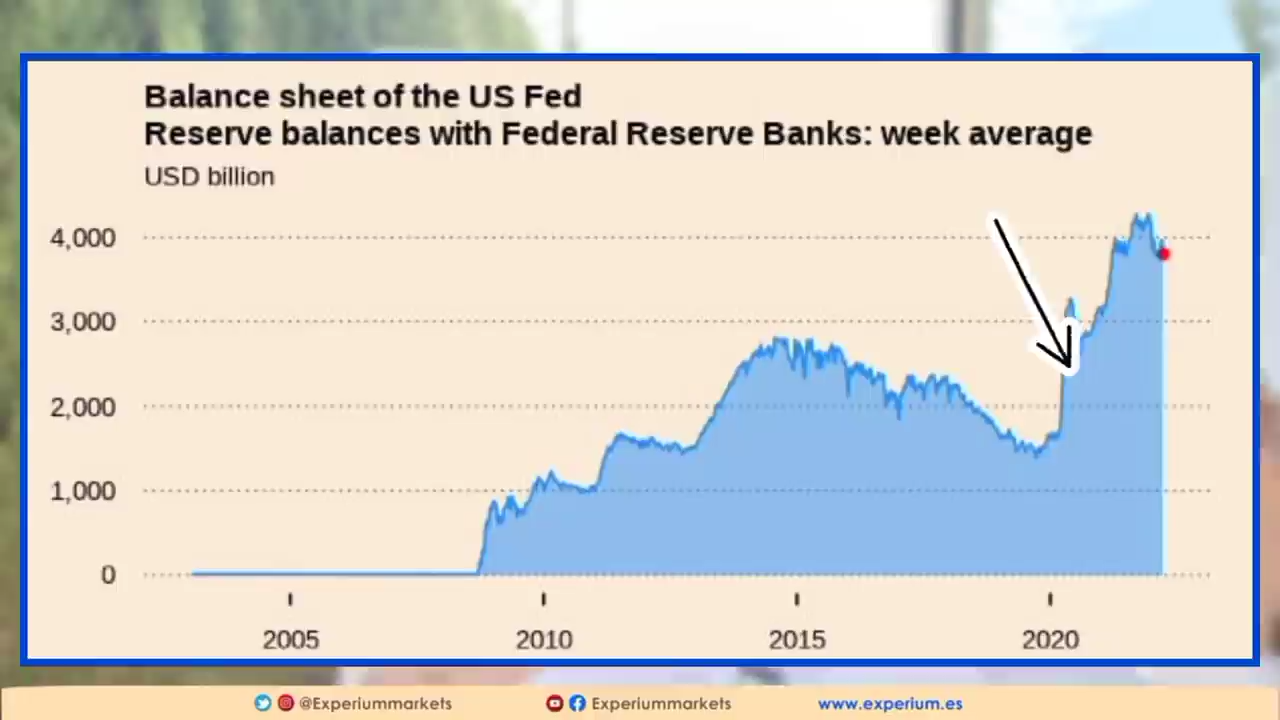 Balance sheet of the US Fed
Reserve balances with Federal Reserve Banks: week average
USD billion
4,000
3,000
2,000
1,000
0
2005 2010 2015 2020
@Experiummarkets Experiummarkets www.experium.es